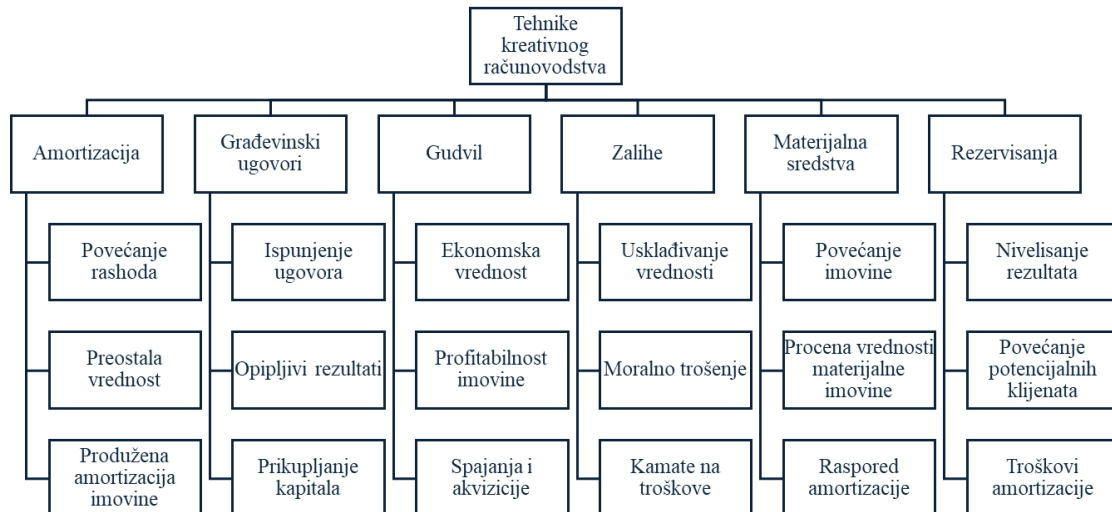 Tehnike
kreativnog
računovodstva
Amortizacija
Građevinski
ugovori
Gudvil
Zalihe
Materijalna
sredstva
Rezervisanja
Povećanje
rashoda
Ispunjenje
ugovora
Ekonomska
vrednost
Usklađivanje
vrednosti
Povećanje
imovine
Nivelisanje
rezultata
Preostala
vrednost
Opipljivi rezultati
Profitabilnost
imovine
Moralno trošenje
Procena vrednosti
materijalne
imovine
Povećanje
potencijalnih
klijenata
Produžena
amortizacija
imovine
Prikupljanje
kapitala
Spajanja i
akvizicije
Kamate na
troškove
Raspored
amortizacije
Troškovi
amortizacije